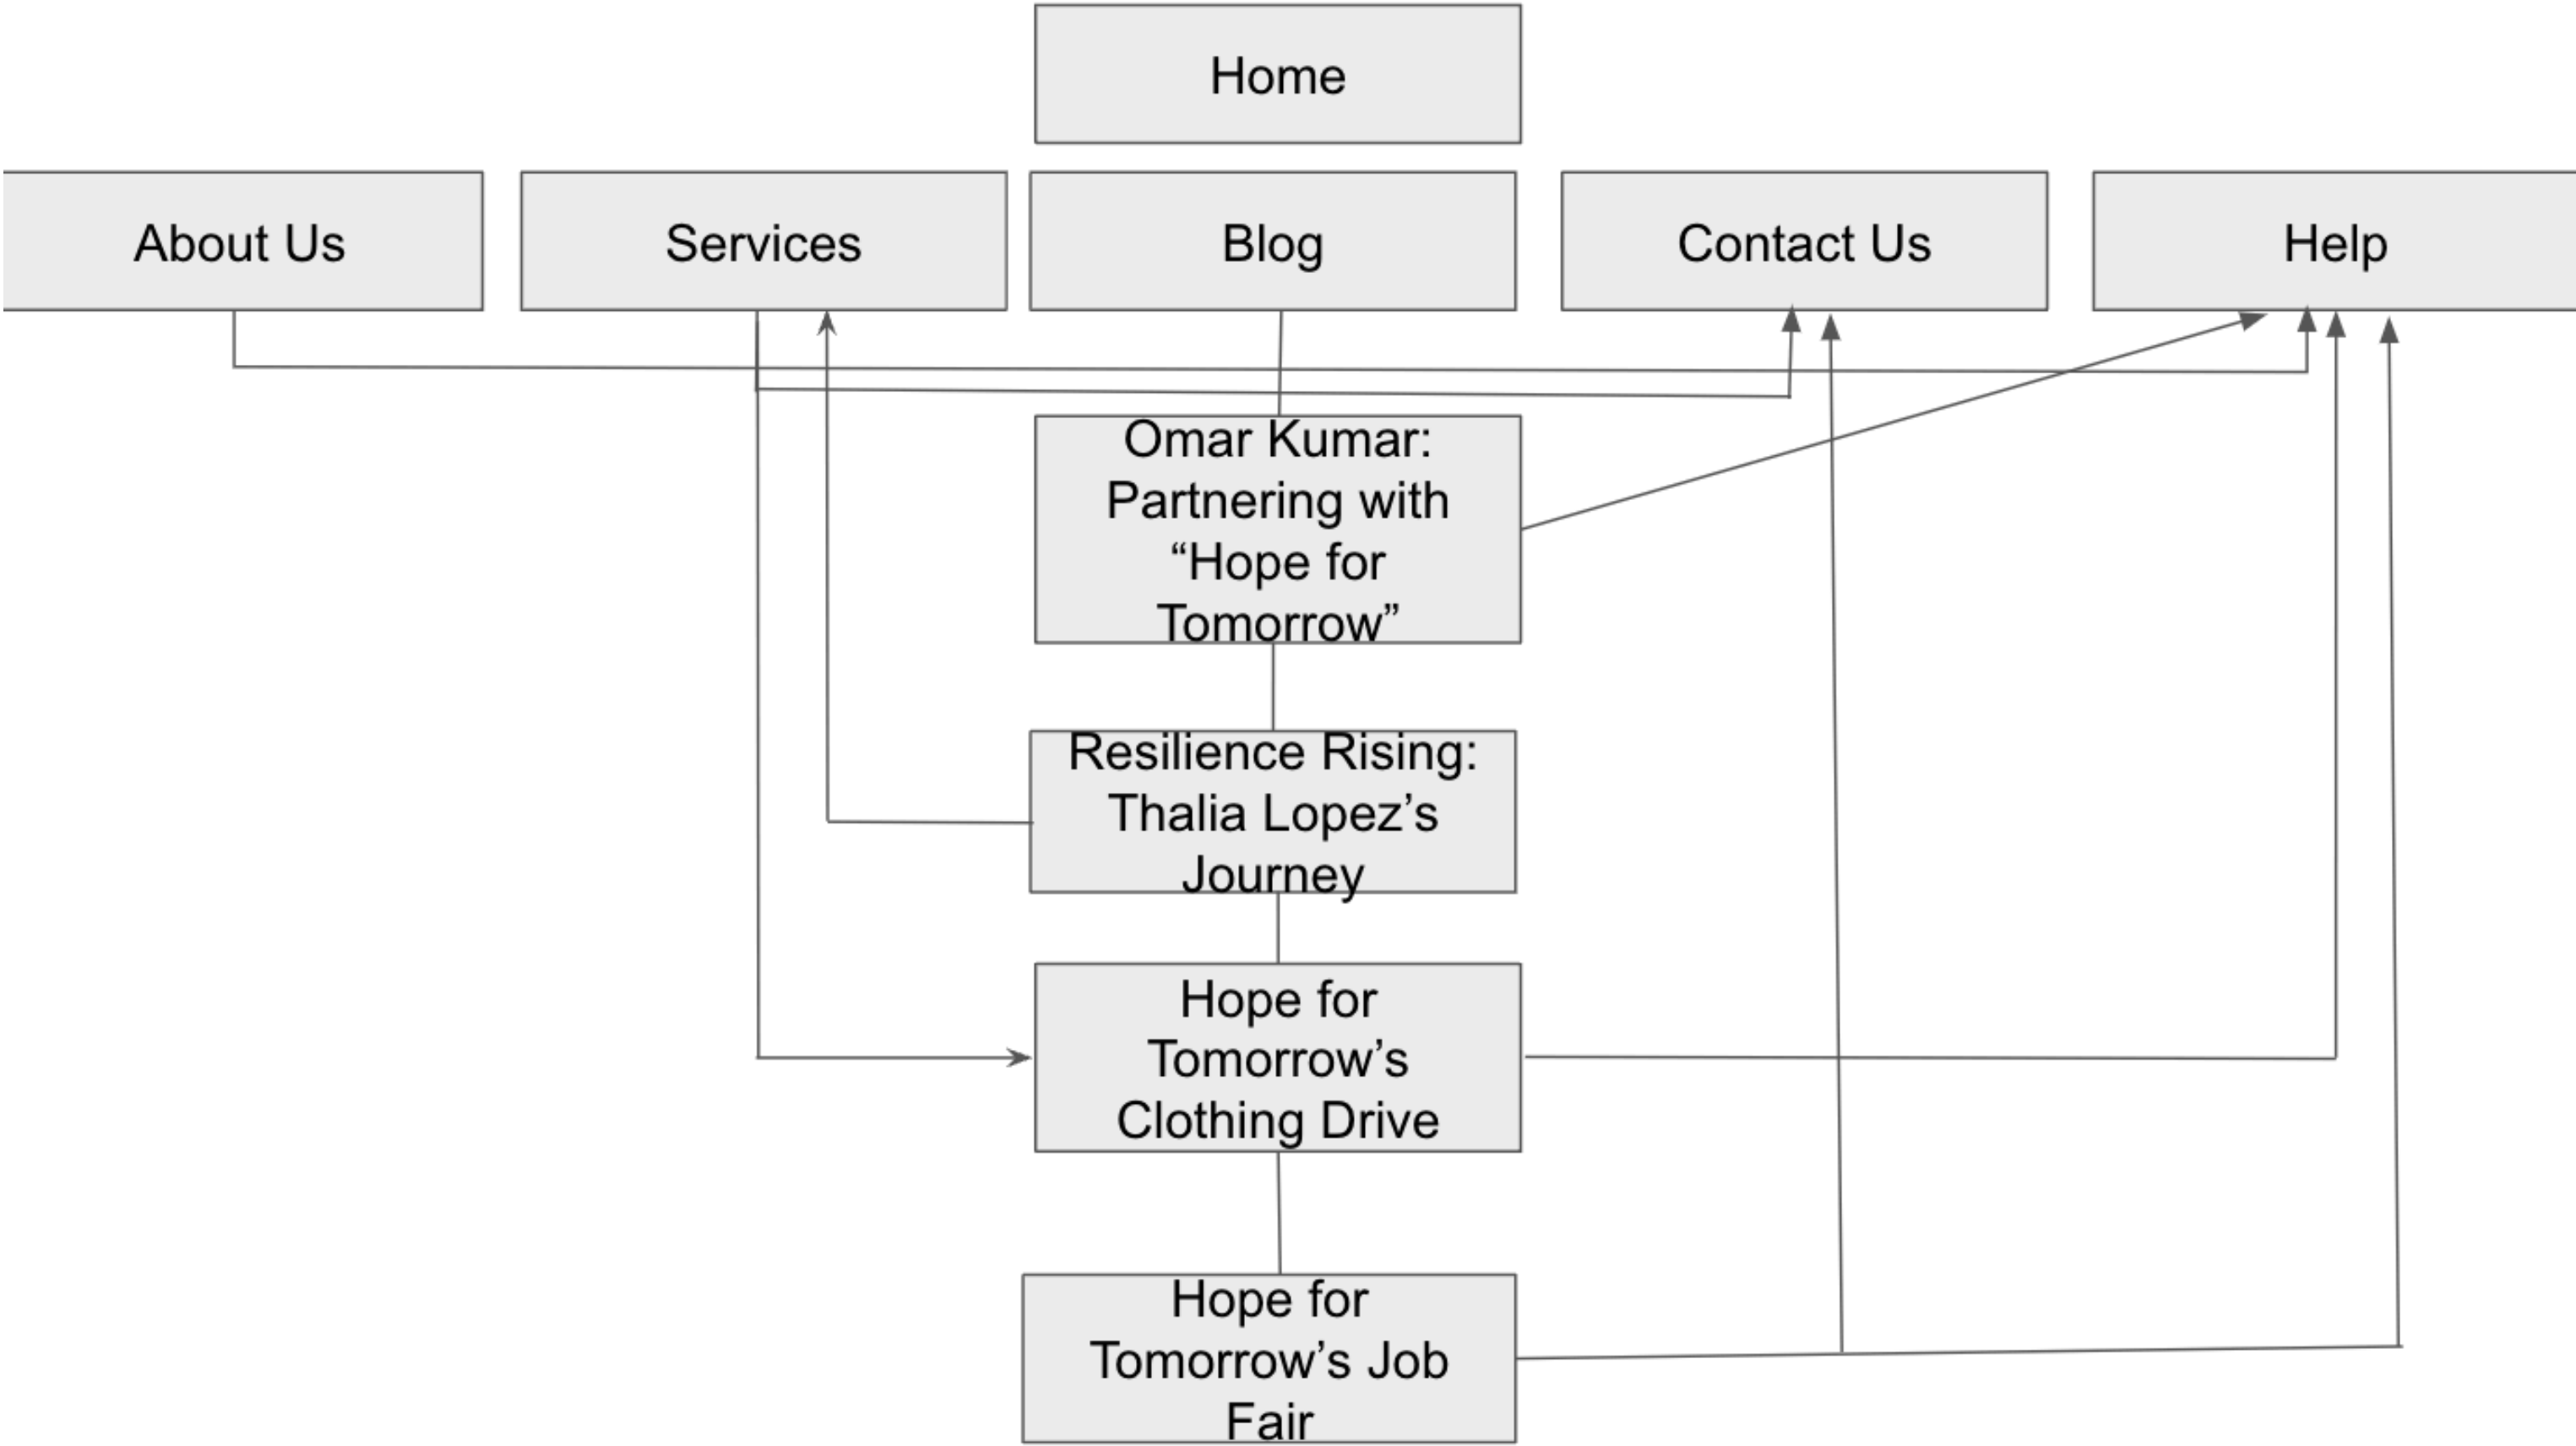 Home
About Us
Services
Blog
Contact Us
Help
Omar Kumar:
Partnering with
“Hope for
Tomorrow”
Resilience Rising:
Thalia Lopez’s
Journey
Hope for
Tomorrow’s
Clothing Drive
Hope for
Tomorrow’s Job
Fair